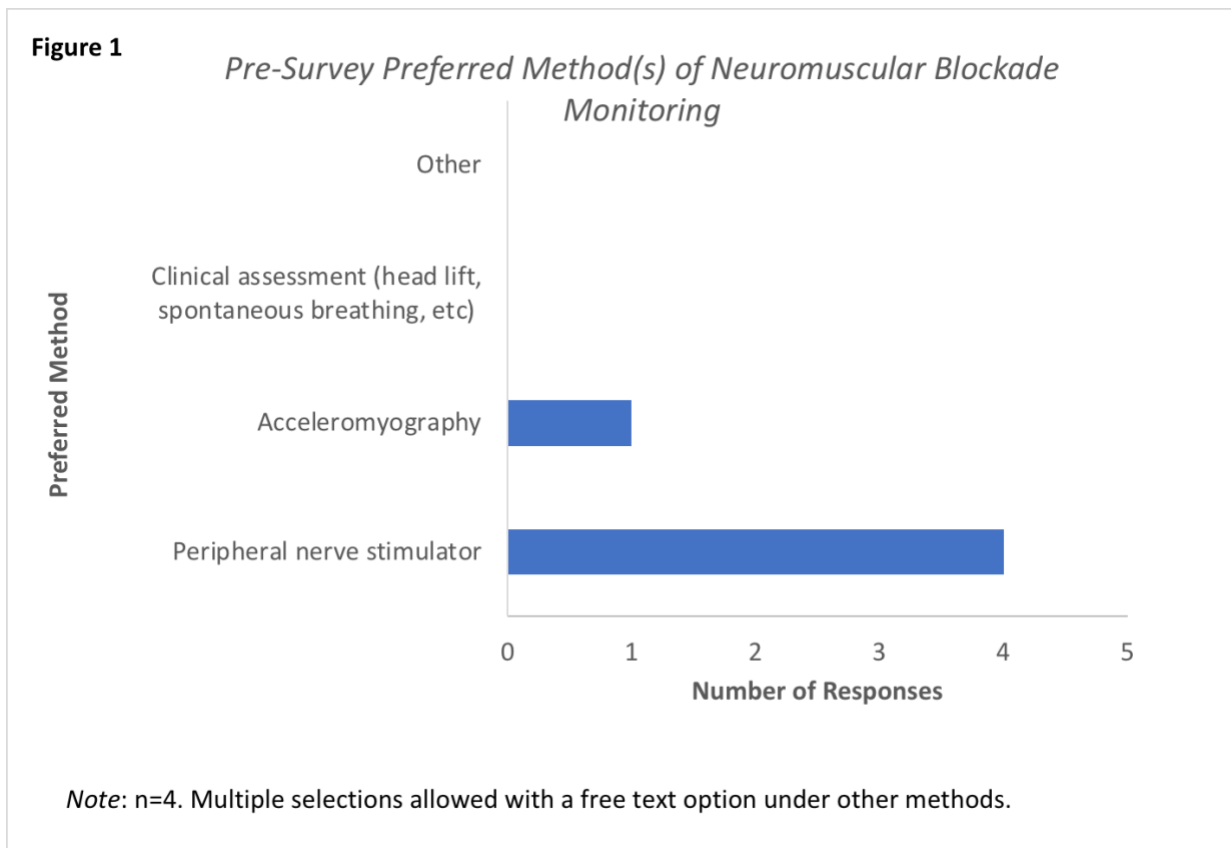 Figure 1
Pre-Survey Preferred Method(s) of Neuromuscular Blockade
Monitoring
Preferred Method
Other
Clinical assessment (head lift,
spontaneous breathing, etc)
Acceleromyography
Peripheral nerve stimulator
0 1 2 3 4 5
Number of Responses
Note: n=4. Multiple selections allowed with a free text option under other methods.